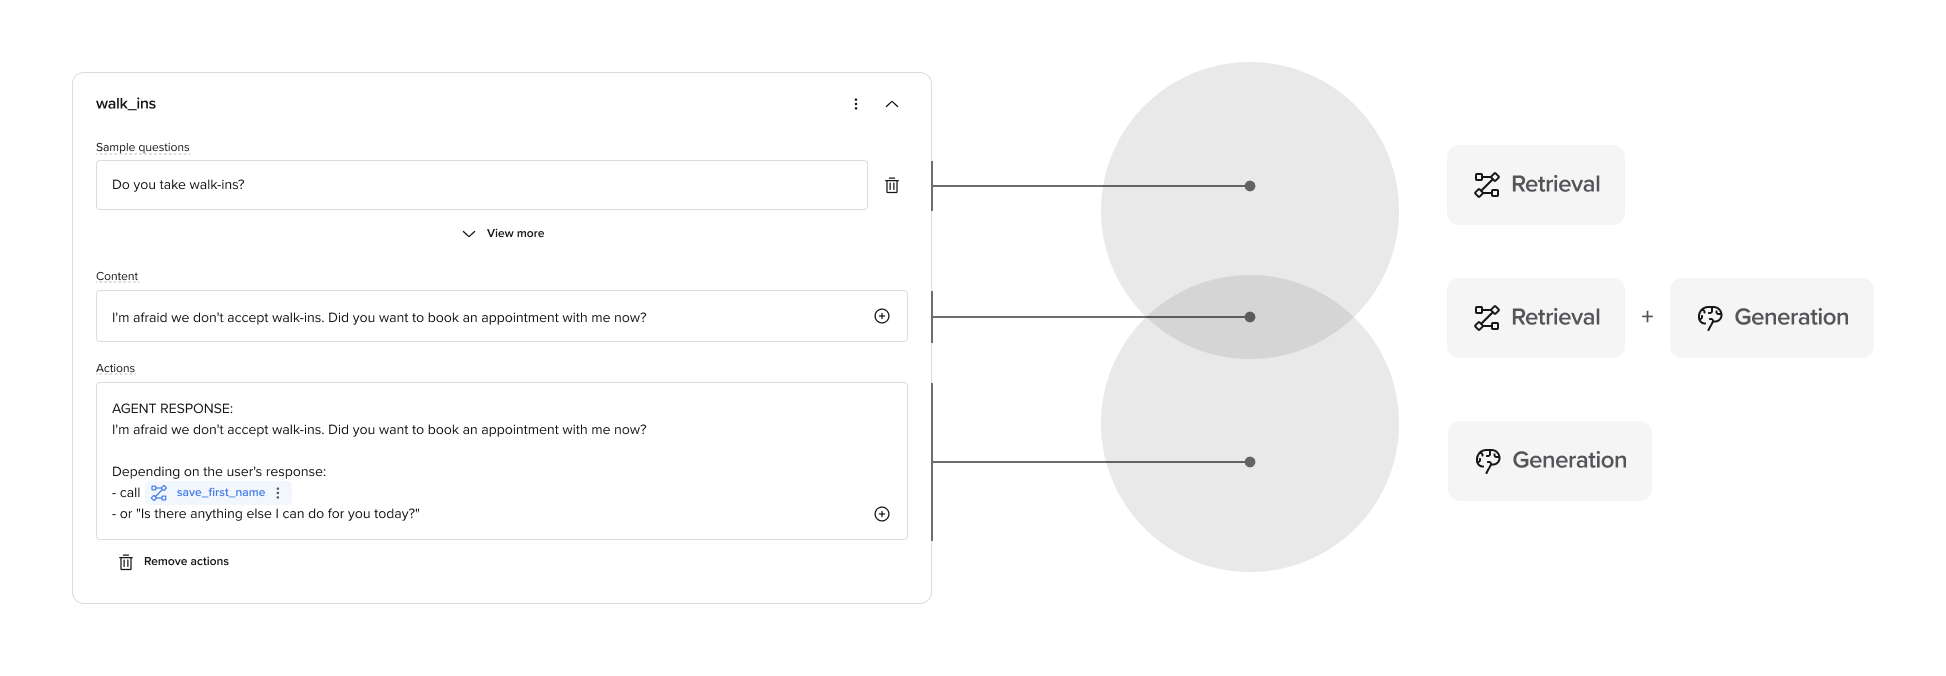 walk_ins
Sample questions
Do you take walk-ins?
View more
Content
I'm afraid we don't accept walk-ins. Did you want to book an appointment with me now?
Actions
AGENT RESPONSE:
I'm afraid we don't accept walk-ins. Did you want to book an appointment with me now?
Depending on the user's response:
- call save_first_name
- or "Is there anything else I can do for you today?"
Remove actions
Retrieval
Retrieval + Generation
Generation